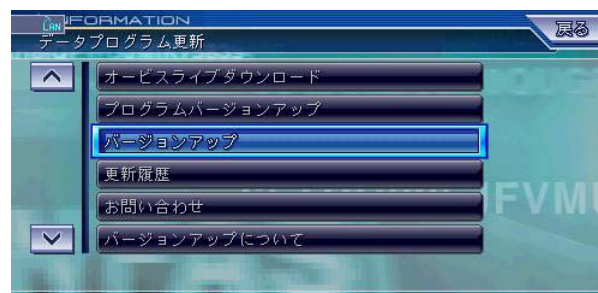 LAN
INFORMATION
データプログラム更新
戻る
オービスライブダウンロード
プログラムバージョンアップ
バージョンアップ
更新履歴
お問い合わせ
バージョンアップについて